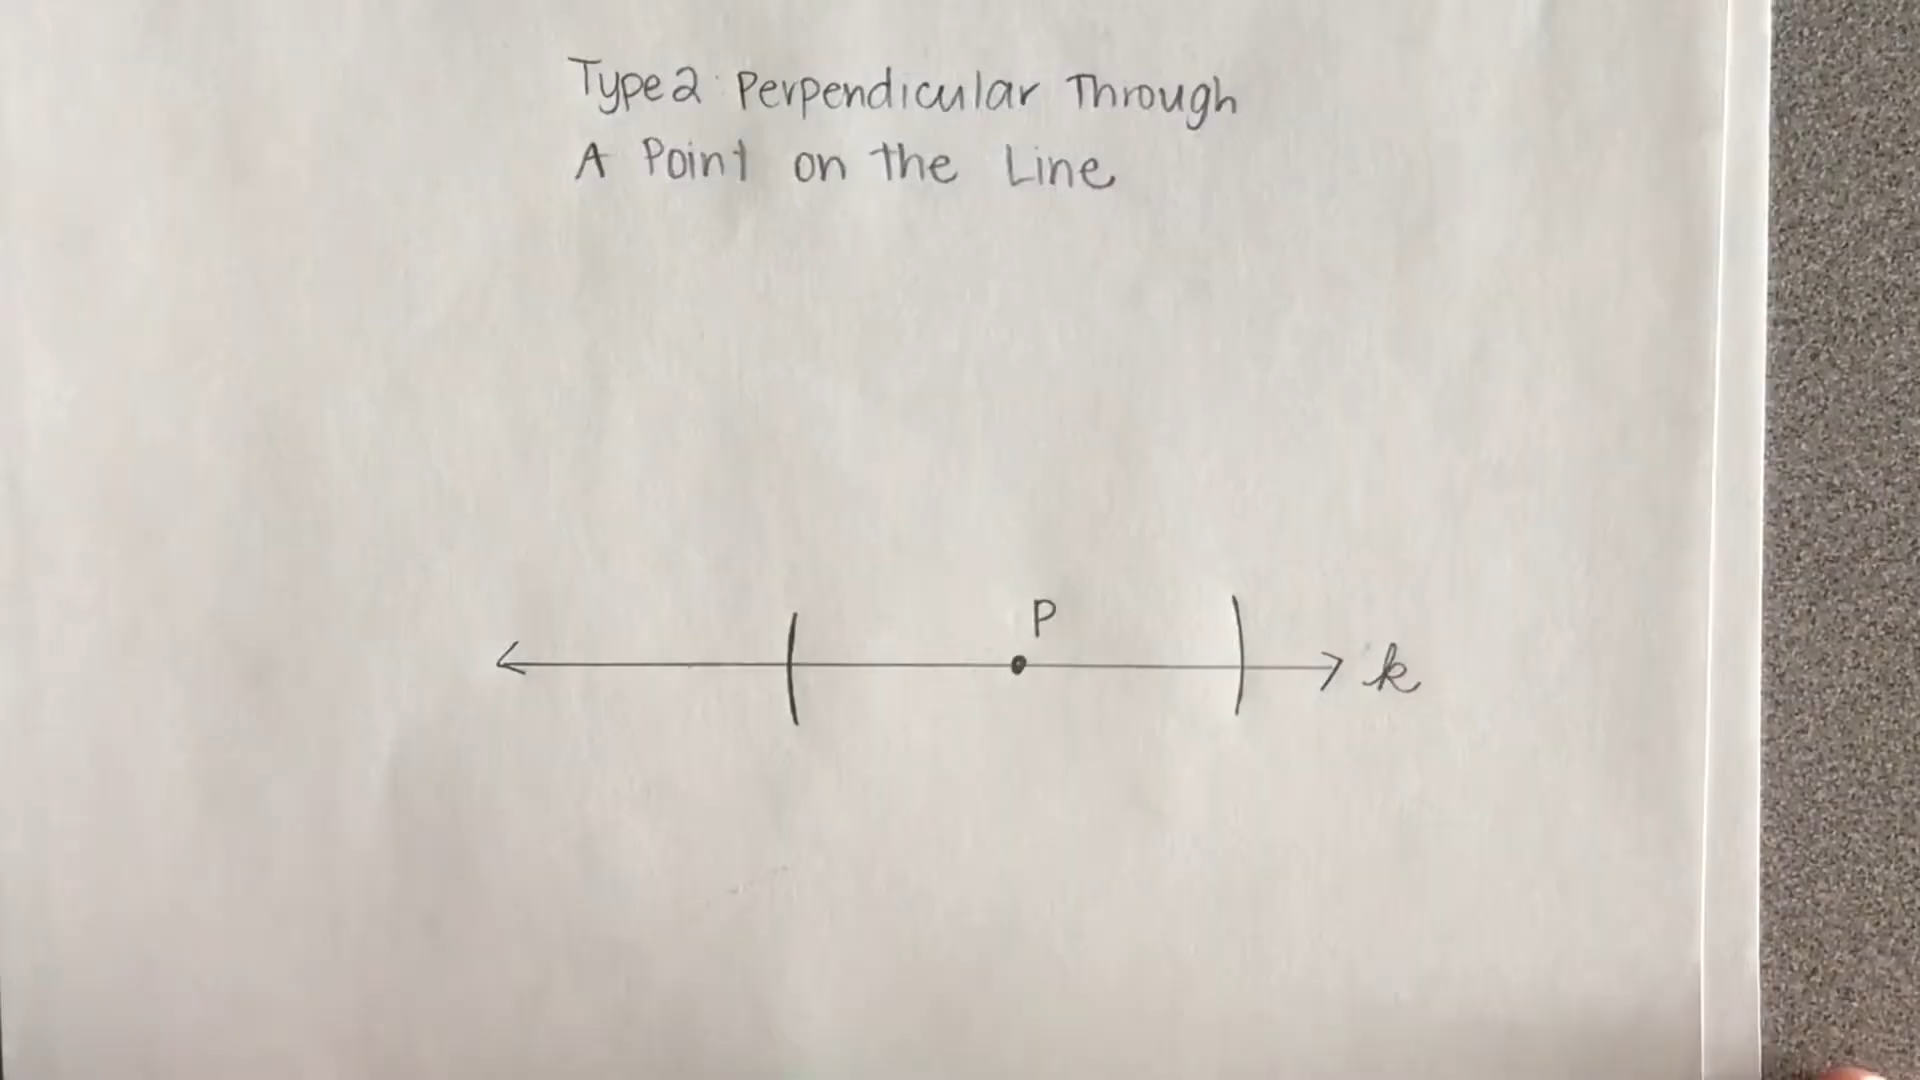 Type 2: Perpendicular Through
A Point on the Line
P
k